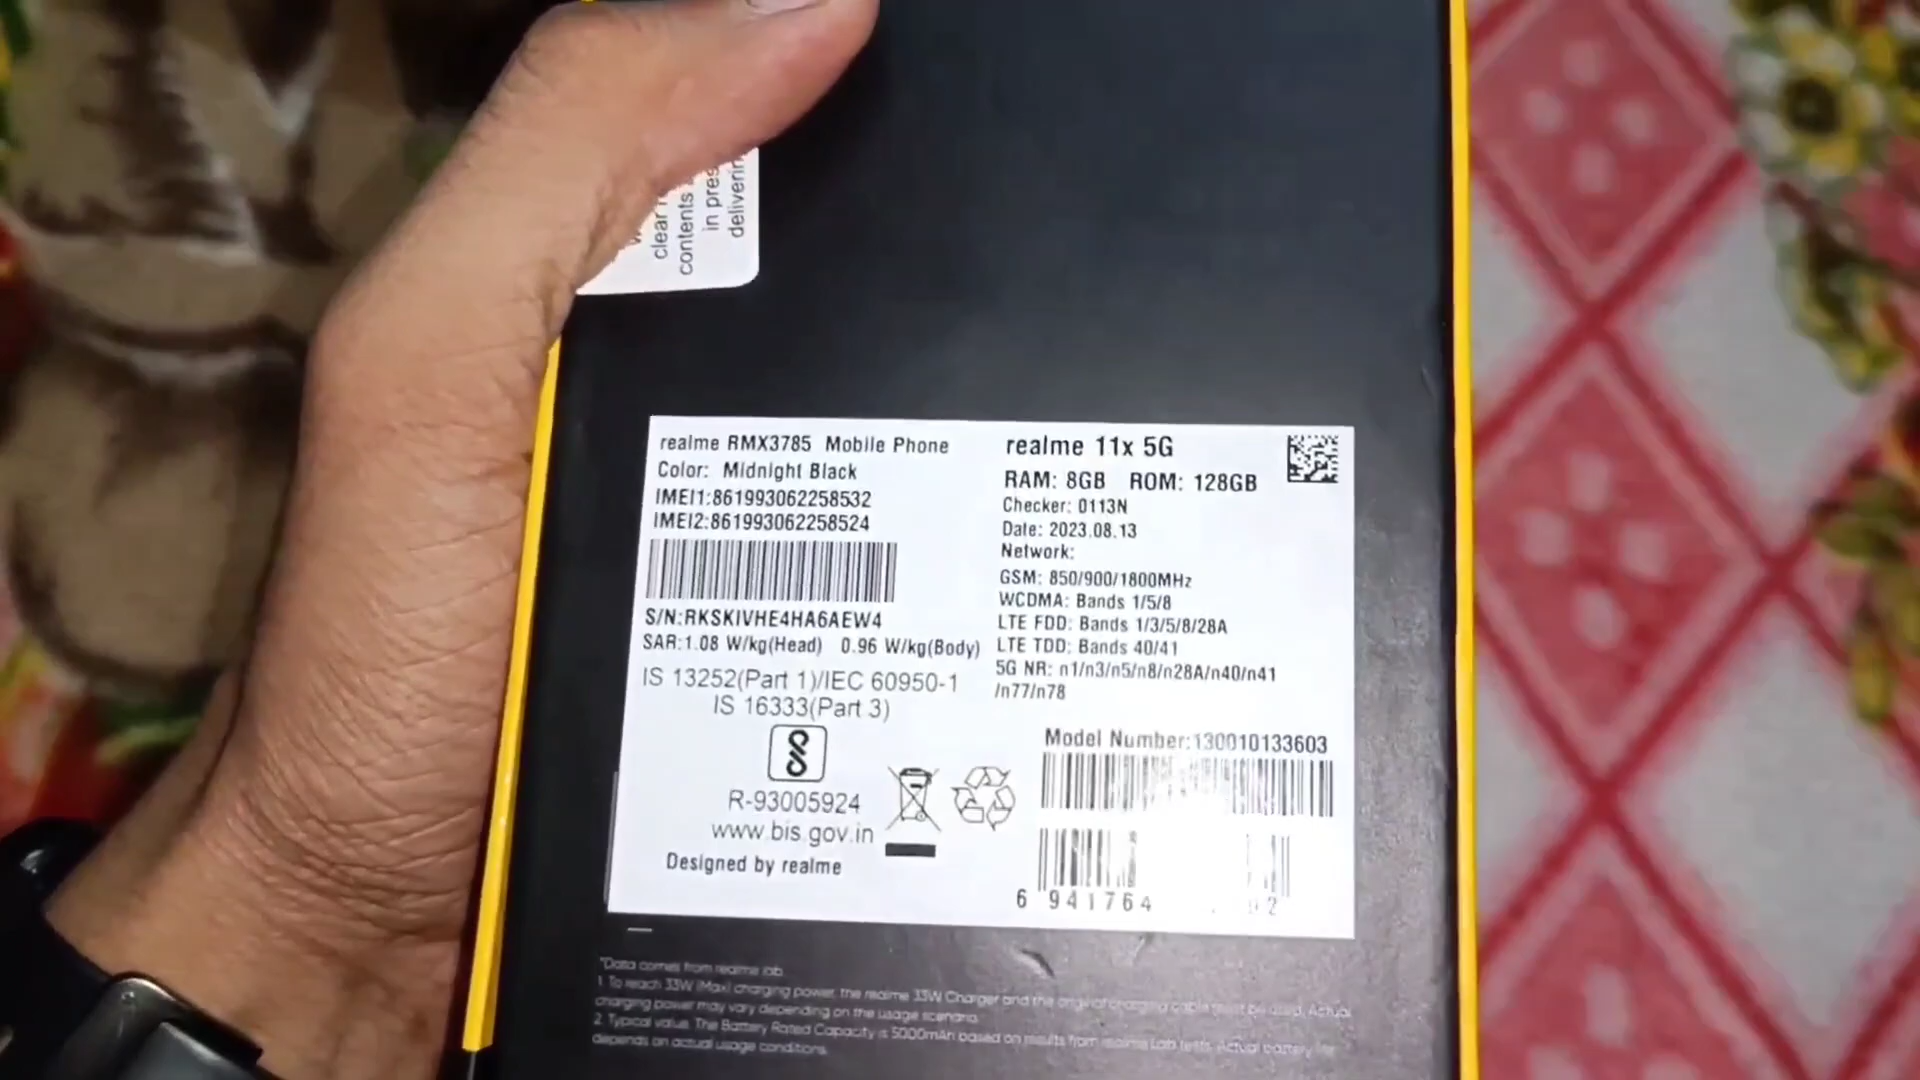 clear
contents
in pres
deliverin
realme RMX3785 Mobile Phone
Color: Midnight Black
IMEI1:861993062258532
IMEI2:861993062258524
S/N:RKSKIVHE4HA6AEW4
SAR:1.08 W/kg(Head) 0.96 W/kg(Body)
IS 13252(Part 1)/IEC 60950-1
IS 16333(Part 3)
R-93005924
www.bis.gov.in
Designed by realme
realme 11x 5G
RAM: 8GB ROM: 128GB
Checker: 0113N
Date: 2023.08.13
Network:
GSM: 850/900/1800MHz
WCDMA: Bands 1/5/8
LTE FDD: Bands 1/3/5/8/28A
LTE TDD: Bands 40/41
5G NR: n1/n3/n5/n8/n28A/n40/n41
/n77/n78
Model Number:130010133603
6 941764
*Data comes from realme lab.
1. To reach 33W (Max) charging power, the realme 33W Charger and the original charging cable must be used. Actual
charging power may vary depending on the usage scenario.
2. Typical value. The Battery Rated Capacity is 5000mAh based on results from realme Lab tests. Actual battery life
depends on actual usage conditions.